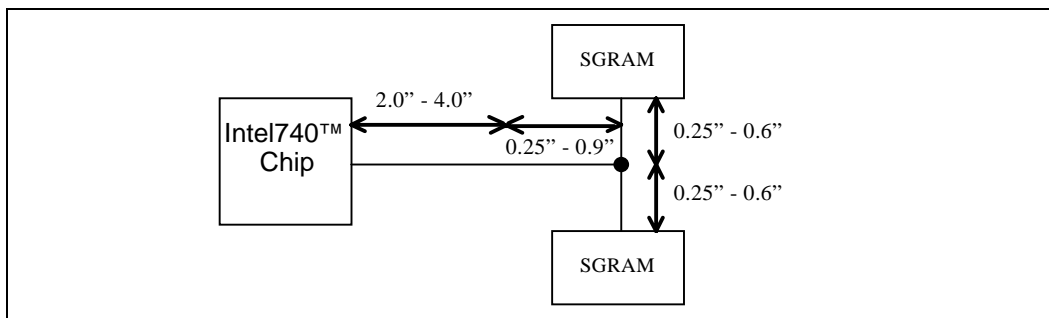 SGRAM
2.0” - 4.0”
Intel740™
Chip
0.25” - 0.9”
0.25” - 0.6”
0.25” - 0.6”
SGRAM